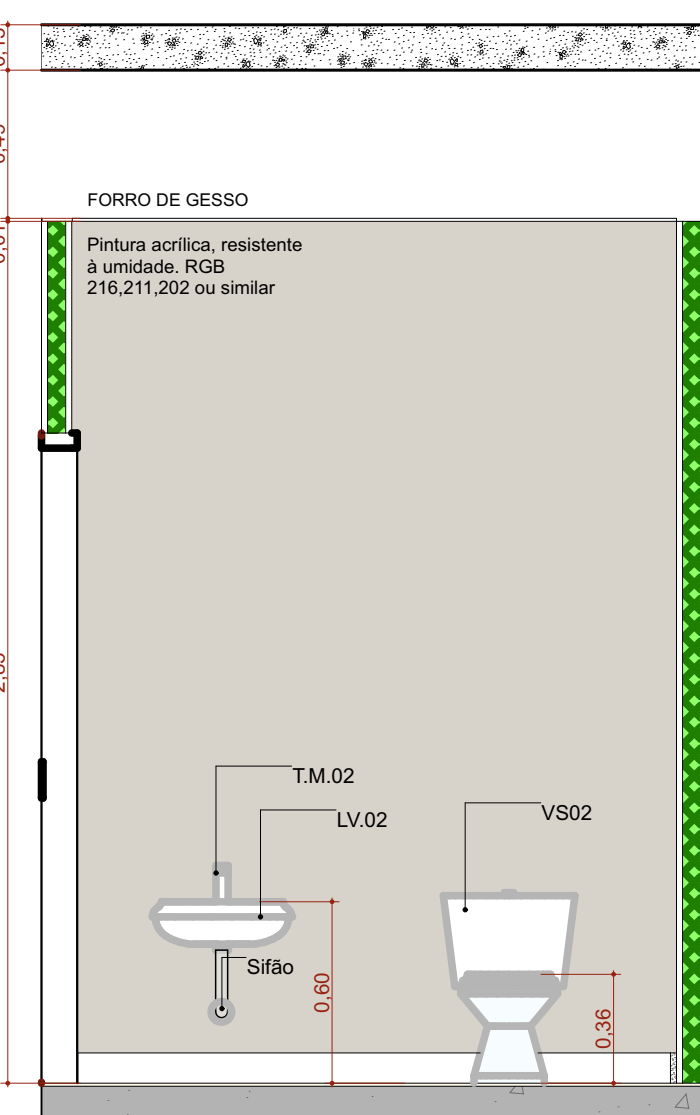 FORRO DE GESSO
Pintura acrílica, resistente
à umidade. RGB
216,211,202 ou similar
T.M.02
LV.02
VS02
Sifão
0,60
0,36